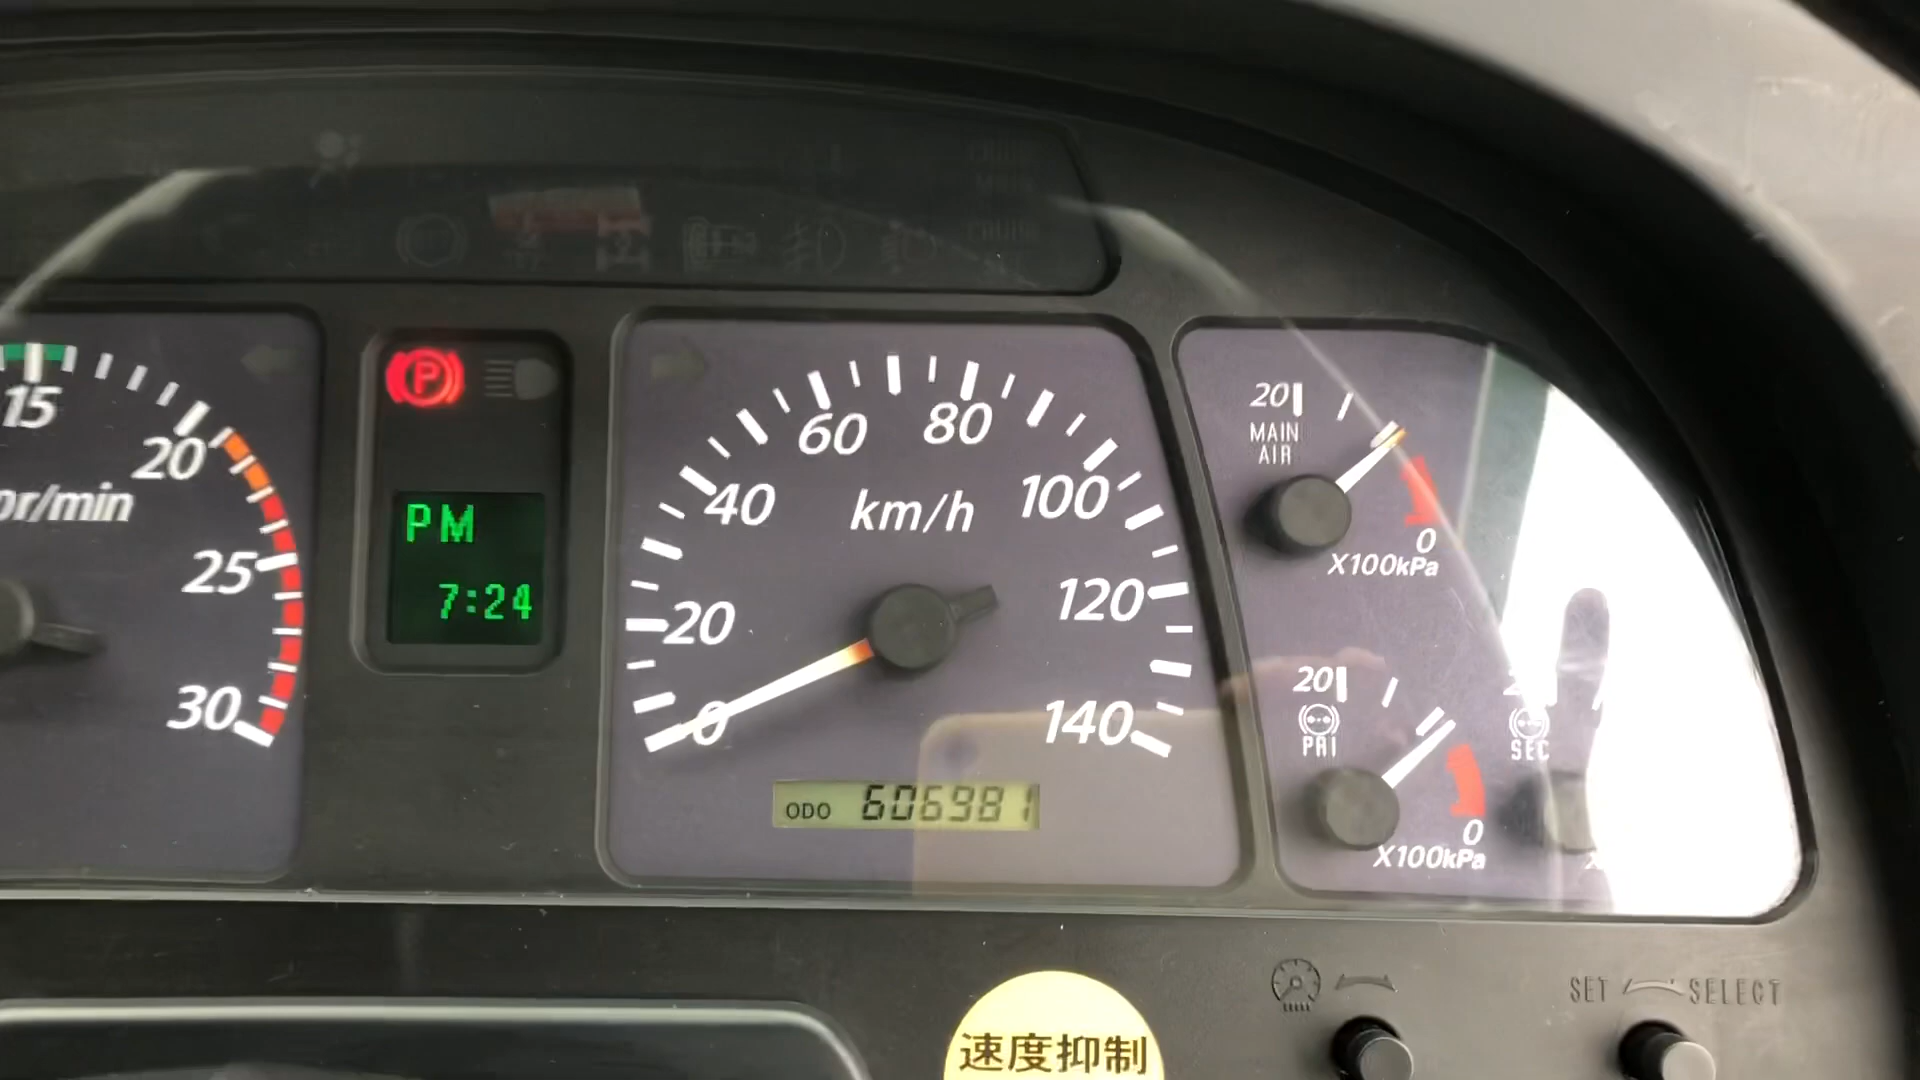 15
20
r/min
25
30
P
PM
7:24
0
20
40
60
80
100
120
140
km/h
ODO 606981
20
MAIN
AIR
0
X100kPa
20
PRI
0
X100kPa
SEC
SET
SELECT
速度抑制